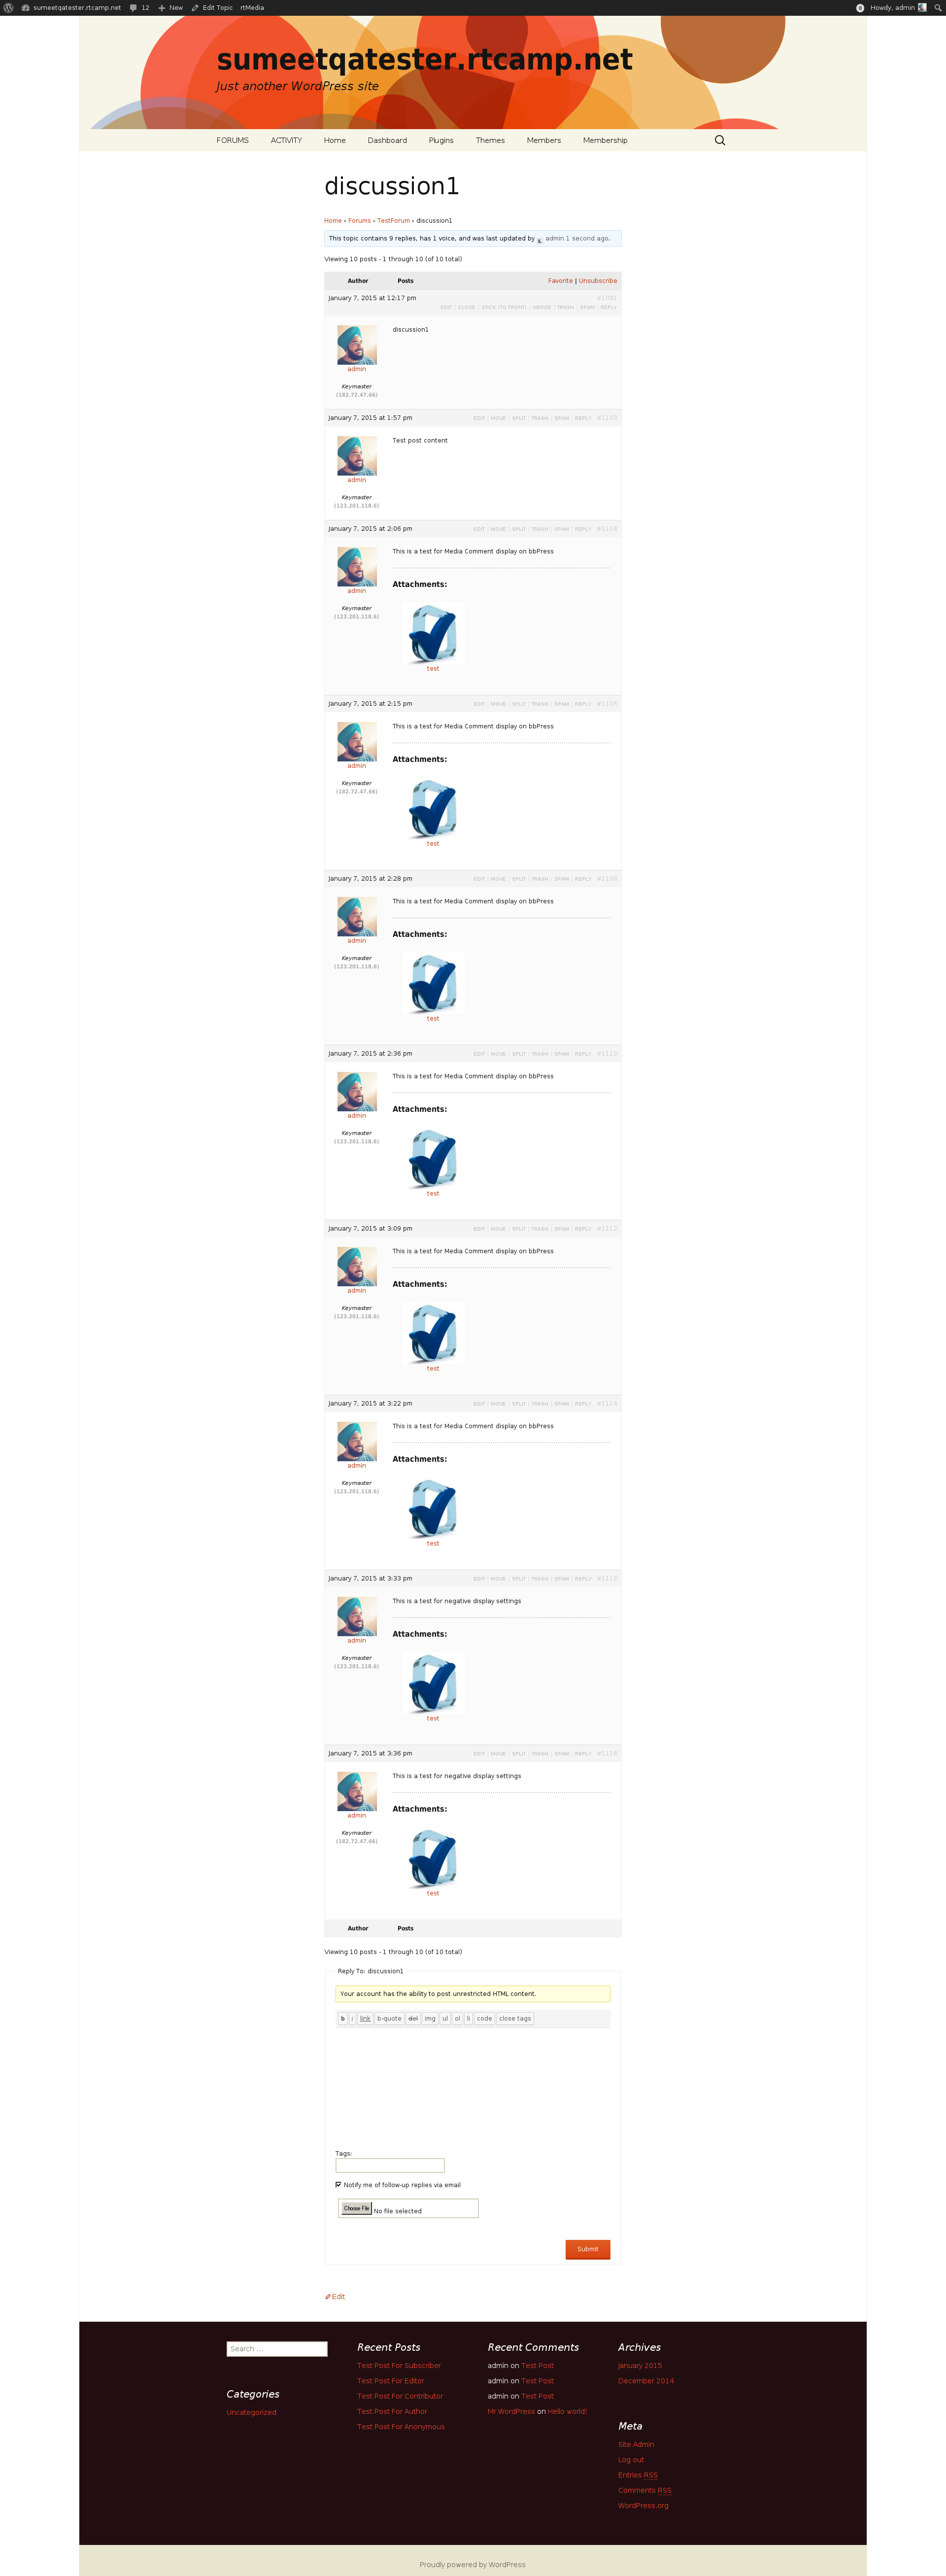 sumeetqatester.rtcamp.net 12 New Edit Topic rtMedia 0 Howdy, admin
sumeetqatester.rtcamp.net
Just another WordPress site
FORUMS ACTIVITY Home Dashboard Plugins Themes Members Membership
discussion1
Home › Forums › TestForum › discussion1
This topic contains 9 replies, has 1 voice, and was last updated by admin 1 second ago.
Viewing 10 posts - 1 through 10 (of 10 total)
Author Posts Favorite | Unsubscribe
January 7, 2015 at 12:17 pm
EDIT | CLOSE | STICK (TO FRONT) | MERGE | TRASH | SPAM | REPLY
discussion1
admin
Keymaster
(182.72.47.66)
January 7, 2015 at 1:57 pm EDIT | MOVE | SPLIT | TRASH | SPAM | REPLY
Test post content
admin
Keymaster
(123.201.118.6)
January 7, 2015 at 2:06 pm EDIT | MOVE | SPLIT | TRASH | SPAM | REPLY
This is a test for Media Comment display on bbPress
admin
Attachments:
Keymaster
(123.201.118.6)
test
January 7, 2015 at 2:15 pm EDIT | MOVE | SPLIT | TRASH | SPAM | REPLY
This is a test for Media Comment display on bbPress
admin
Attachments:
Keymaster
(182.72.47.66)
test
January 7, 2015 at 2:28 pm EDIT | MOVE | SPLIT | TRASH | SPAM | REPLY
This is a test for Media Comment display on bbPress
admin
Attachments:
Keymaster
(123.201.118.6)
test
January 7, 2015 at 2:36 pm EDIT | MOVE | SPLIT | TRASH | SPAM | REPLY
This is a test for Media Comment display on bbPress
admin
Attachments:
Keymaster
(123.201.118.6)
test
January 7, 2015 at 3:09 pm EDIT | MOVE | SPLIT | TRASH | SPAM | REPLY #1112
This is a test for Media Comment display on bbPress
admin
Attachments:
Keymaster
(123.201.118.6)
test
January 7, 2015 at 3:22 pm EDIT | MOVE | SPLIT | TRASH | SPAM | REPLY #1114
This is a test for Media Comment display on bbPress
admin
Attachments:
Keymaster
(123.201.118.6)
test
January 7, 2015 at 3:33 pm EDIT | MOVE | SPLIT | TRASH | SPAM | REPLY
This is a test for negative display settings
admin
Attachments:
Keymaster
(123.201.118.6)
test
January 7, 2015 at 3:36 pm EDIT | MOVE | SPLIT | TRASH | SPAM | REPLY
This is a test for negative display settings
admin
Attachments:
Keymaster
(182.72.47.66)
test
Author Posts
Viewing 10 posts - 1 through 10 (of 10 total)
Reply To: discussion1
Your account has the ability to post unrestricted HTML content.
b i link b-quote del img ul ol li code close tags
Tags:
Notify me of follow-up replies via email
Choose File No file selected
Submit
Edit
Search …
Categories
Uncategorized
Recent Posts
Test Post For Subscriber
Test Post For Editor
Test Post For Contributor
Test Post For Author
Test Post For Anonymous
Recent Comments
admin on Test Post
admin on Test Post
admin on Test Post
Mr WordPress on Hello world!
Archives
January 2015
December 2014
Meta
Site Admin
Log out
Entries RSS
Comments RSS
WordPress.org
Proudly powered by WordPress